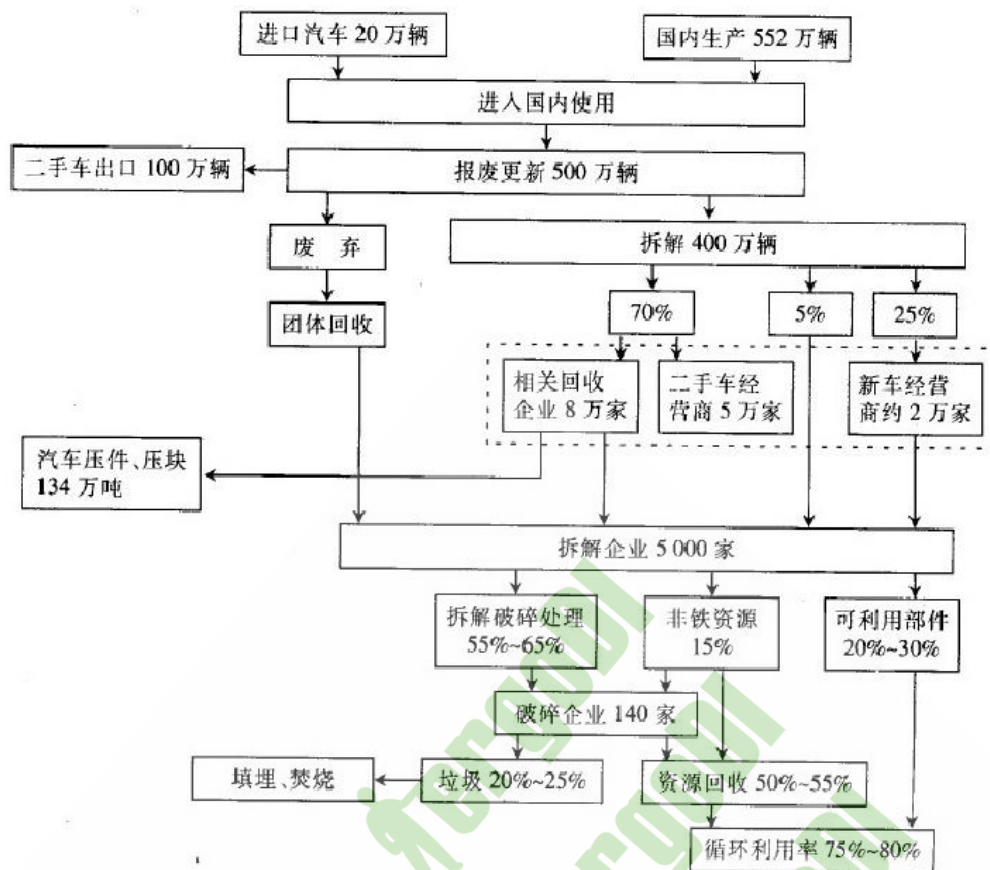 进口汽车 20 万辆
国内生产 552 万辆
进入国内使用
二手车出口 100 万辆
报废更新 500 万辆
废 弃
拆解 400 万辆
团体回收
70%
5%
25%
相关回收
企业 8 万家
二手车经
营商 5 万家
新车经营
商约 2 万家
汽车压件、压块
134 万吨
拆解企业 5 000 家
拆解破碎处理
55%~65%
非铁资源
15%
可利用部件
20%~30%
破碎企业 140 家
填埋、焚烧
垃圾 20%~25%
资源回收 50%~55%
循环利用率 75%~80%